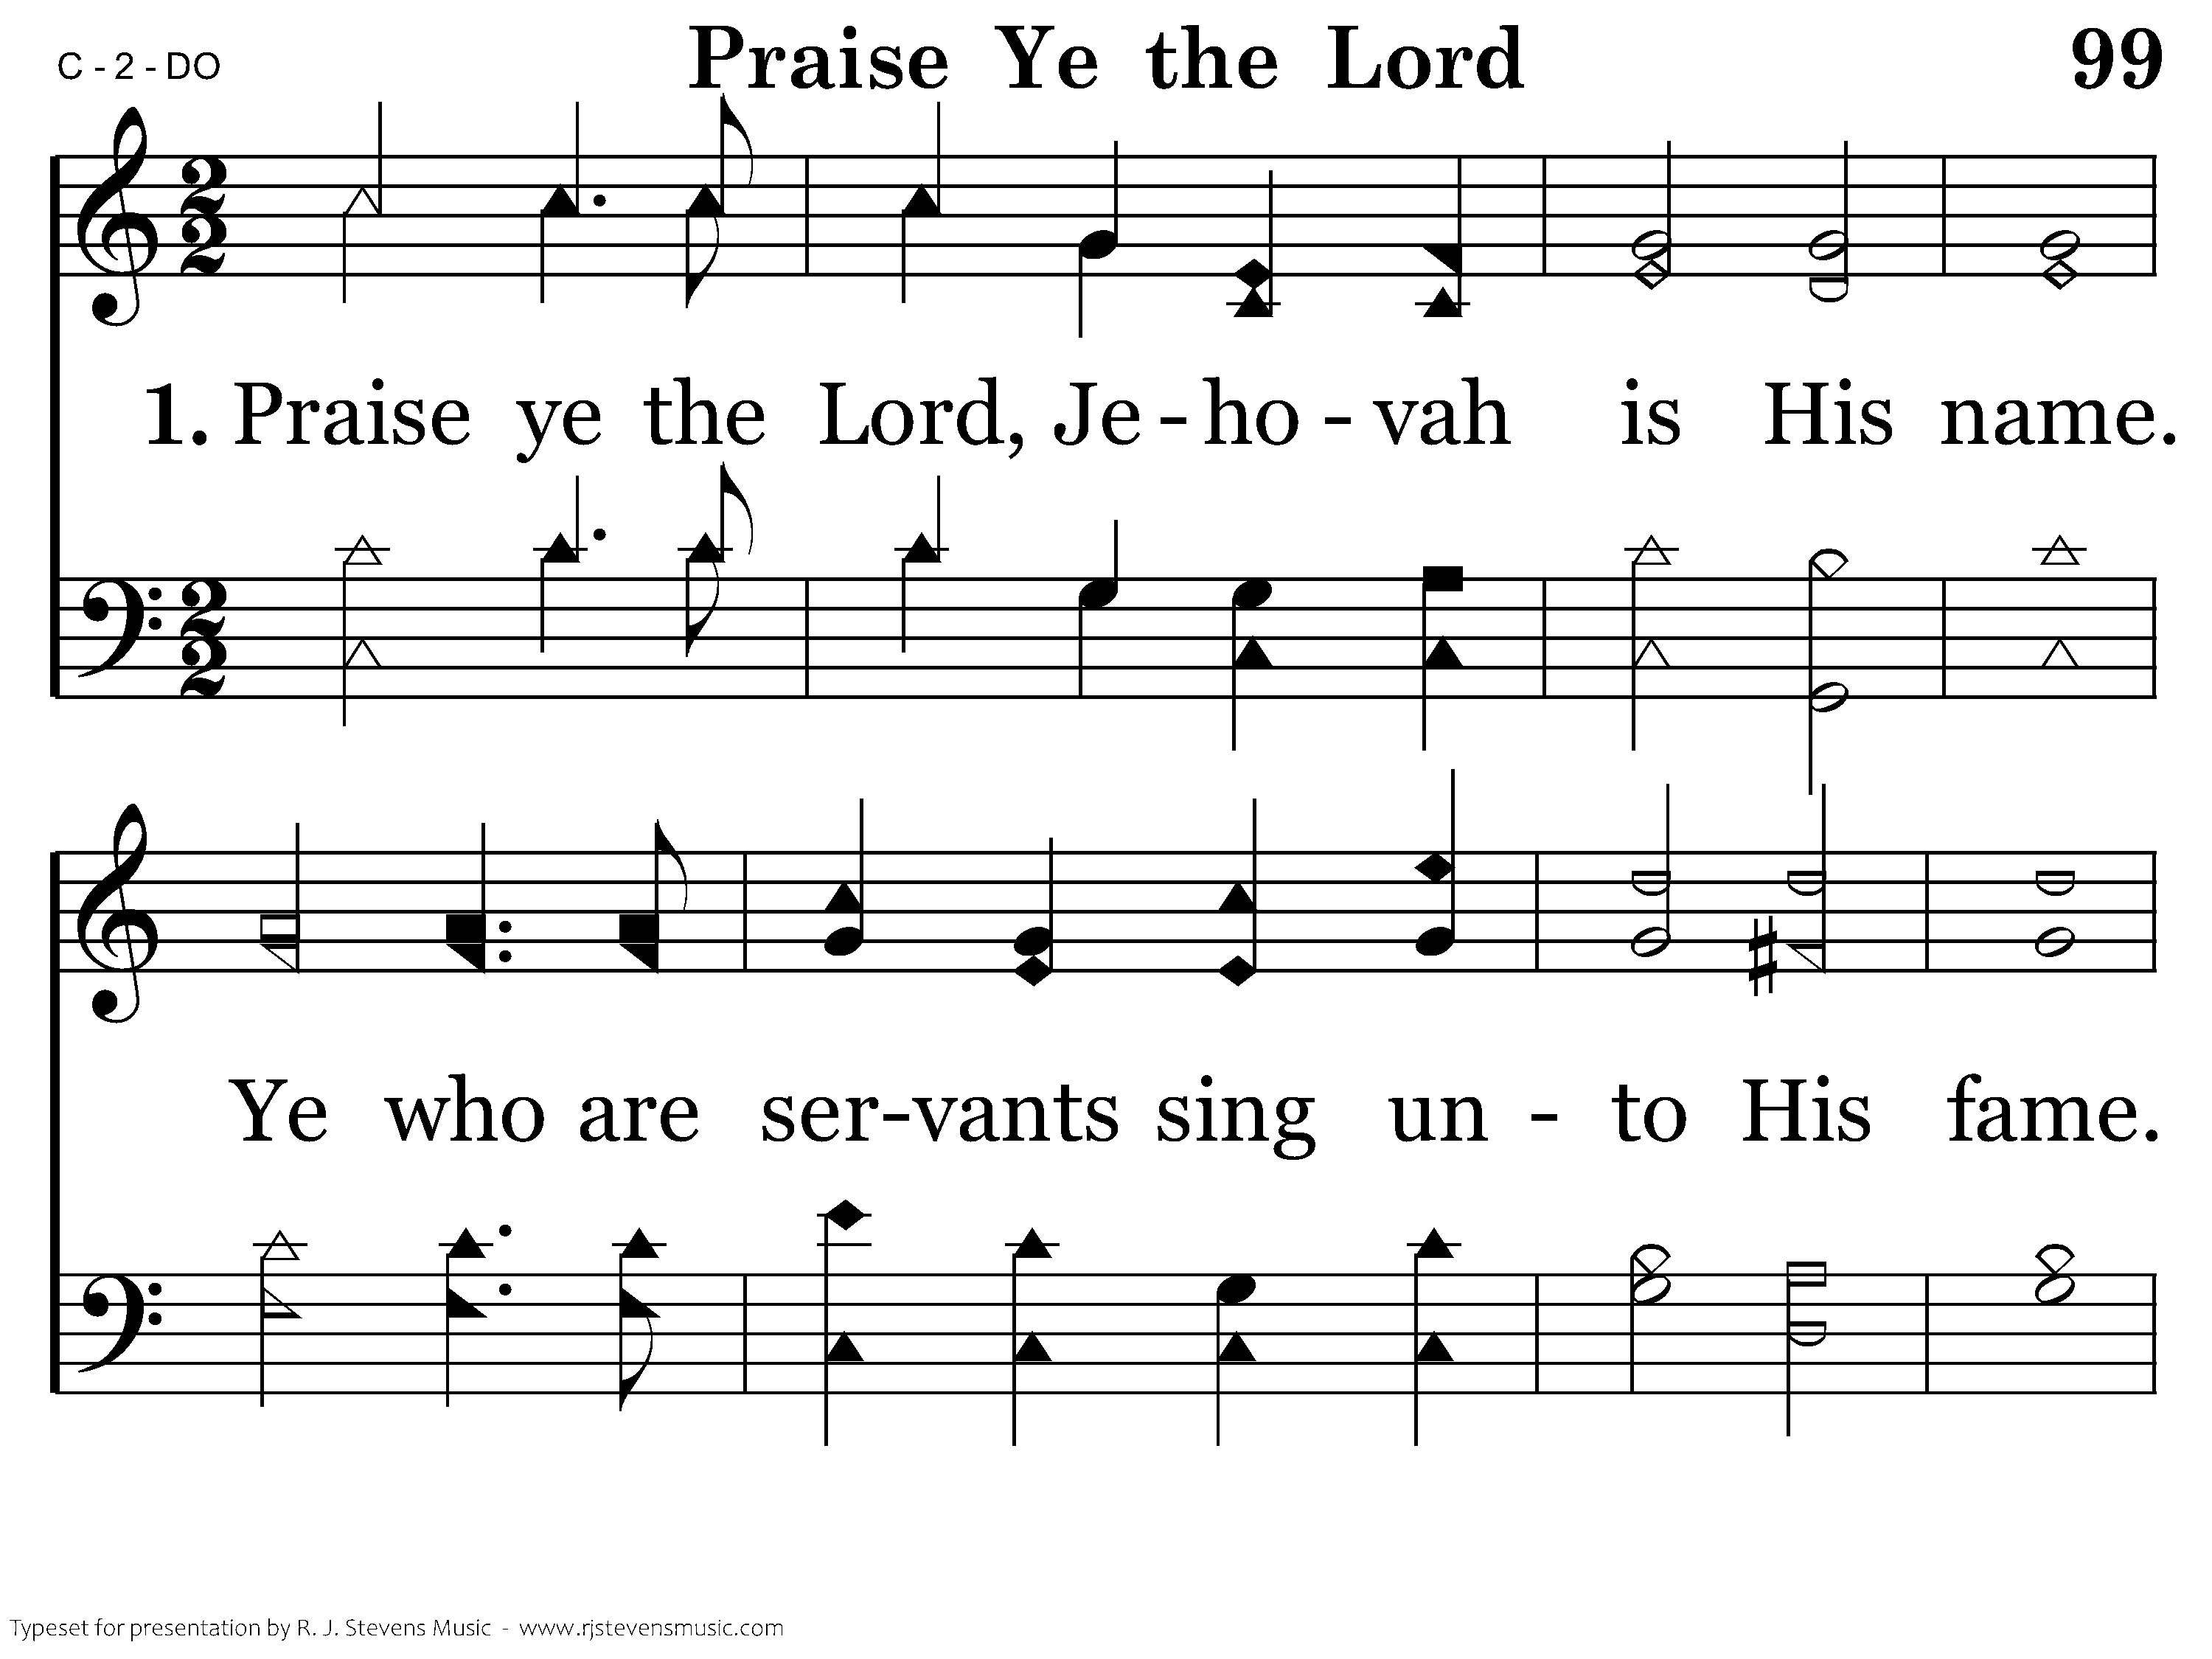 C - 2 - DO Praise Ye the Lord 99
1. Praise ye the Lord, Je - ho - vah is His name.
Ye who are ser-vants sing un - to His fame.
Typeset for presentation by R. J. Stevens Music - www.rjstevensmusic.com